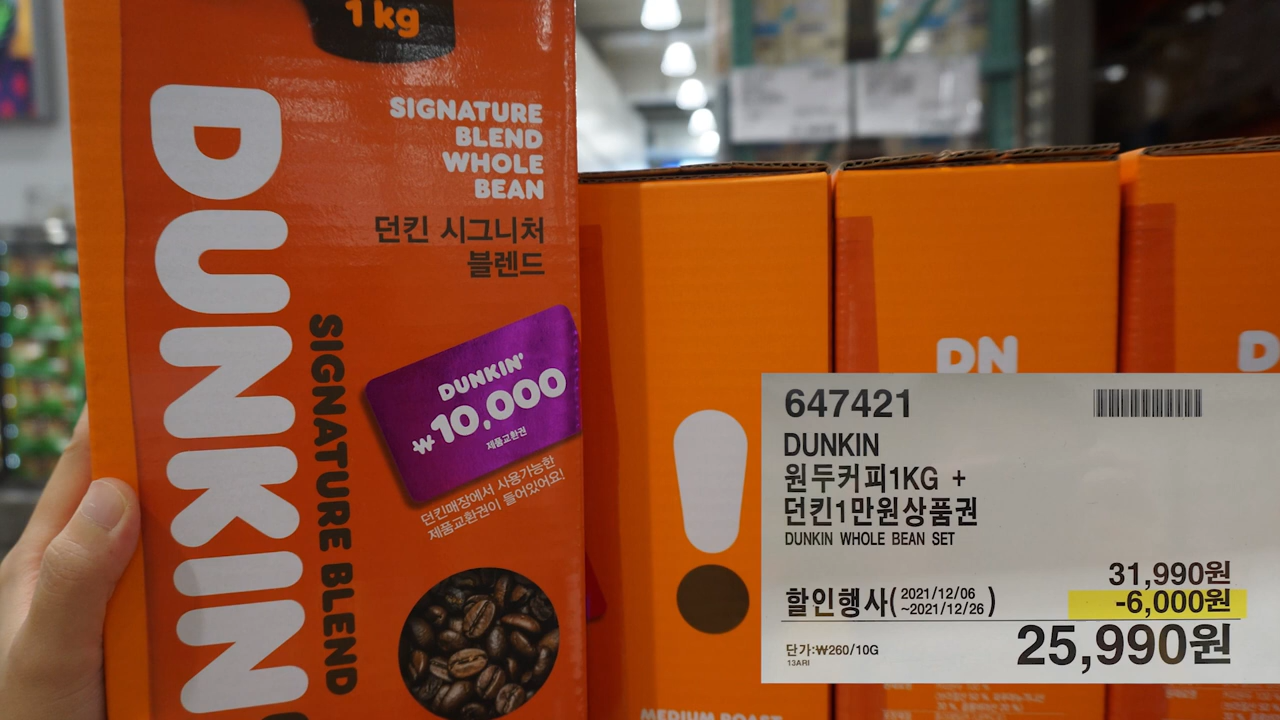 1 kg
SIGNATURE
BLEND
WHOLE
BEAN
던킨 시그니처
블렌드
DUNKIN
SIGNATURE BLEND
DUNKIN'
₩10,000
제품교환권
던킨매장에서 사용가능한
제품교환권이 들어있어요!
!
MEDIUM ROAST
DN
D
647421
DUNKIN
원두커피1KG +
던킨1만원상품권
DUNKIN WHOLE BEAN SET
31,990원
할인행사( 2021/12/06
~2021/12/26 )
-6,000원
25,990원
단가:₩260/10G
13ARI